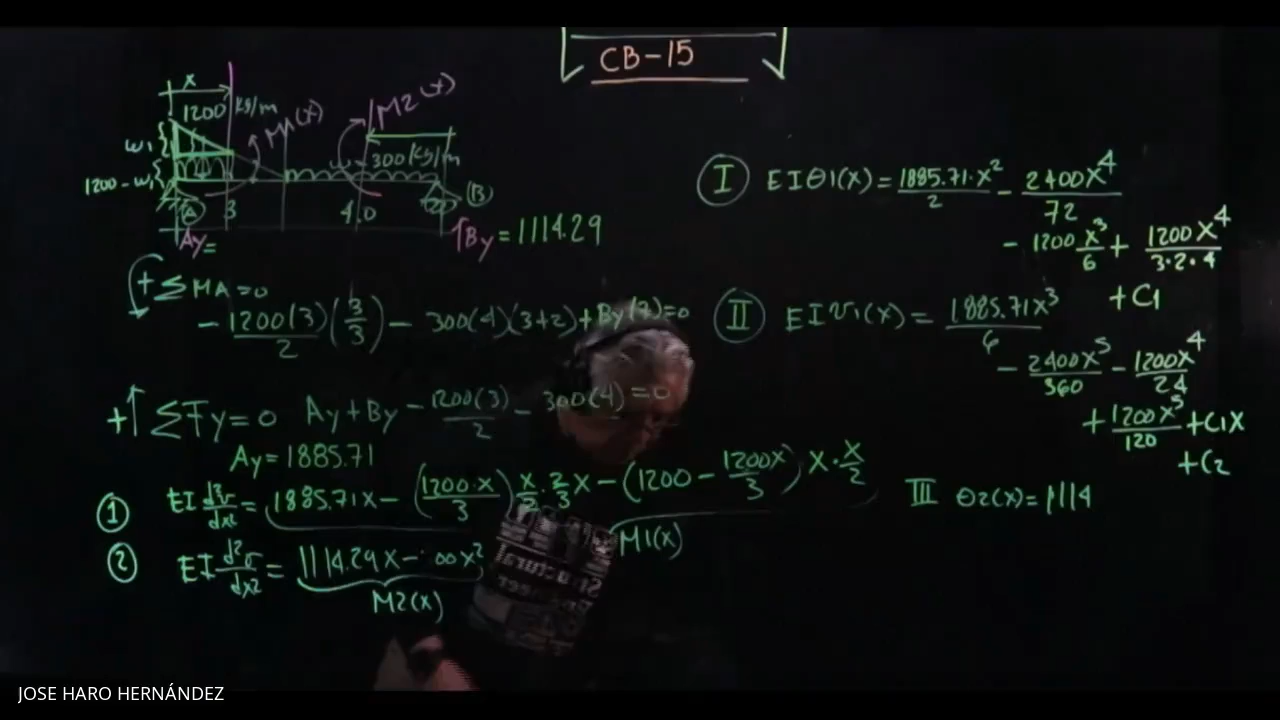 CB-15
x
1200 kg/m
M1(x)
M2(x)
w1
1200-w1
w=300 kg/m
A
3
4.0
B
Ay=
By=1114.29
+ ΣMA=0
- 1200(3)/2 (3/3) - 300(4)(3+2)+By(7)=0
+↑ ΣFy=0 Ay+By - 1200(3)/2 - 300(4)=0
Ay=1885.71
① EI d²v/dx² = 1885.71x - (1200·x/3) x/2 · 2/3 x - (1200 - 1200x/3) x · x/2
M1(x)
② EI d²v/dx² = 1114.29x - 00x²
M2(x)
I EIθ1(x) = 1885.71·x²/2 - 2400x⁴/72
- 1200 x³/6 + 1200x⁴/3·2·4
+C1
II EIv1(x) = 1885.71x³/6
- 2400x⁵/360 - 1200x⁴/24
+ 1200x⁵/120 + C1x
+C2
III θ2(x)=1114
JOSE HARO HERNÁNDEZ